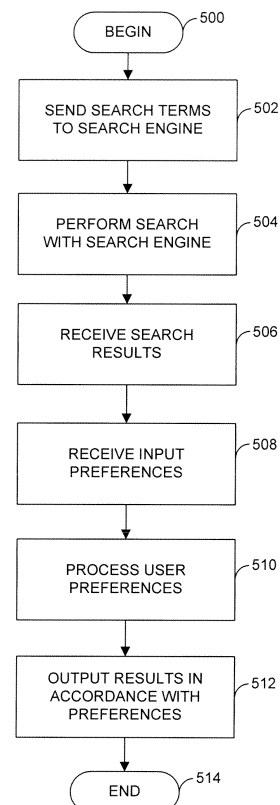 BEGIN
500
SEND SEARCH TERMS
TO SEARCH ENGINE
502
PERFORM SEARCH
WITH SEARCH ENGINE
504
RECEIVE SEARCH
RESULTS
506
RECEIVE INPUT
PREFERENCES
508
PROCESS USER
PREFERENCES
510
OUTPUT RESULTS IN
ACCORDANCE WITH
PREFERENCES
512
END
514